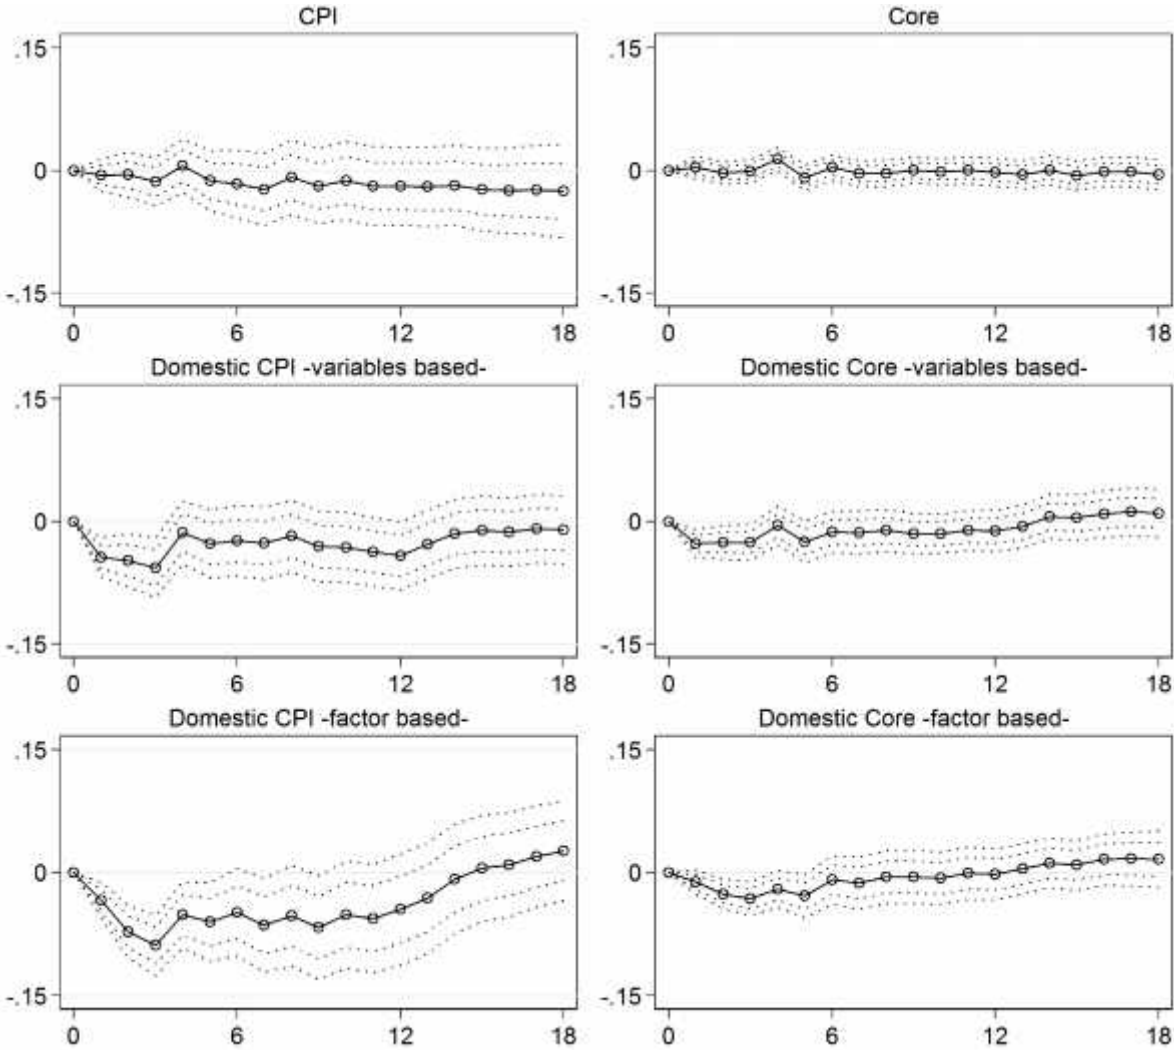 CPI
.15
0
-.15
0 6 12 18
Core
.15
0
-.15
0 6 12 18
Domestic CPI -variables based-
.15
0
-.15
0 6 12 18
Domestic Core -variables based-
.15
0
-.15
0 6 12 18
Domestic CPI -factor based-
.15
0
-.15
0 6 12 18
Domestic Core -factor based-
.15
0
-.15
0 6 12 18